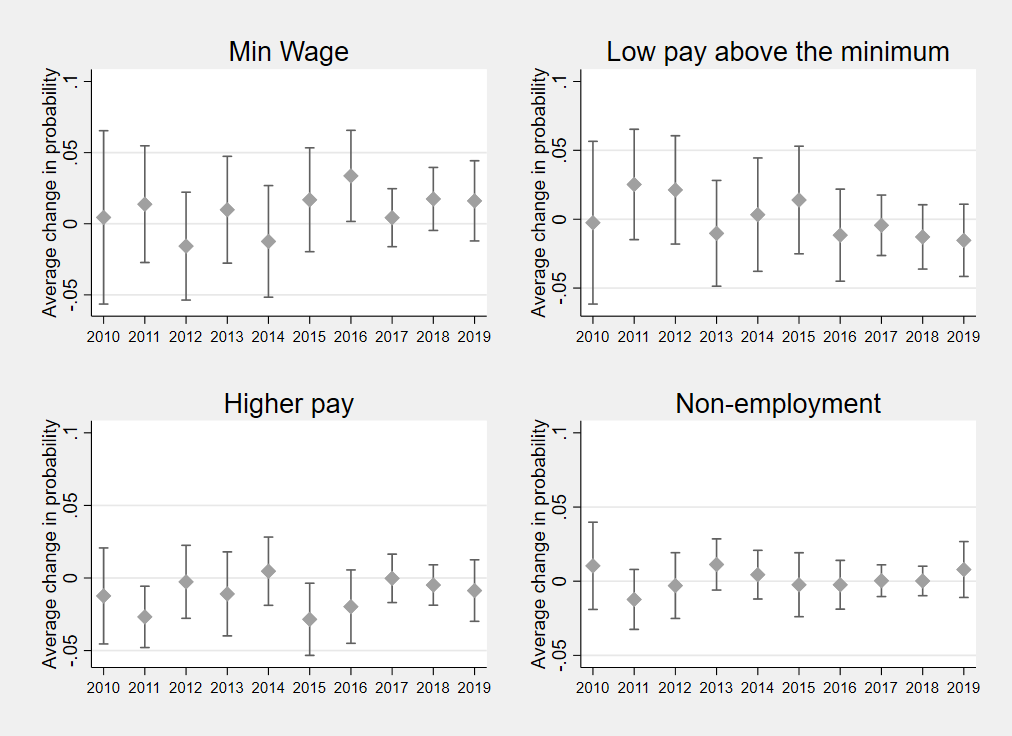 Min Wage
Average change in probability
.1
.05
0
-.05
2010 2011 2012 2013 2014 2015 2016 2017 2018 2019
Low pay above the minimum
Average change in probability
.1
.05
0
-.05
2010 2011 2012 2013 2014 2015 2016 2017 2018 2019
Higher pay
Average change in probability
.1
.05
0
-.05
2010 2011 2012 2013 2014 2015 2016 2017 2018 2019
Non-employment
Average change in probability
.1
.05
0
-.05
2010 2011 2012 2013 2014 2015 2016 2017 2018 2019